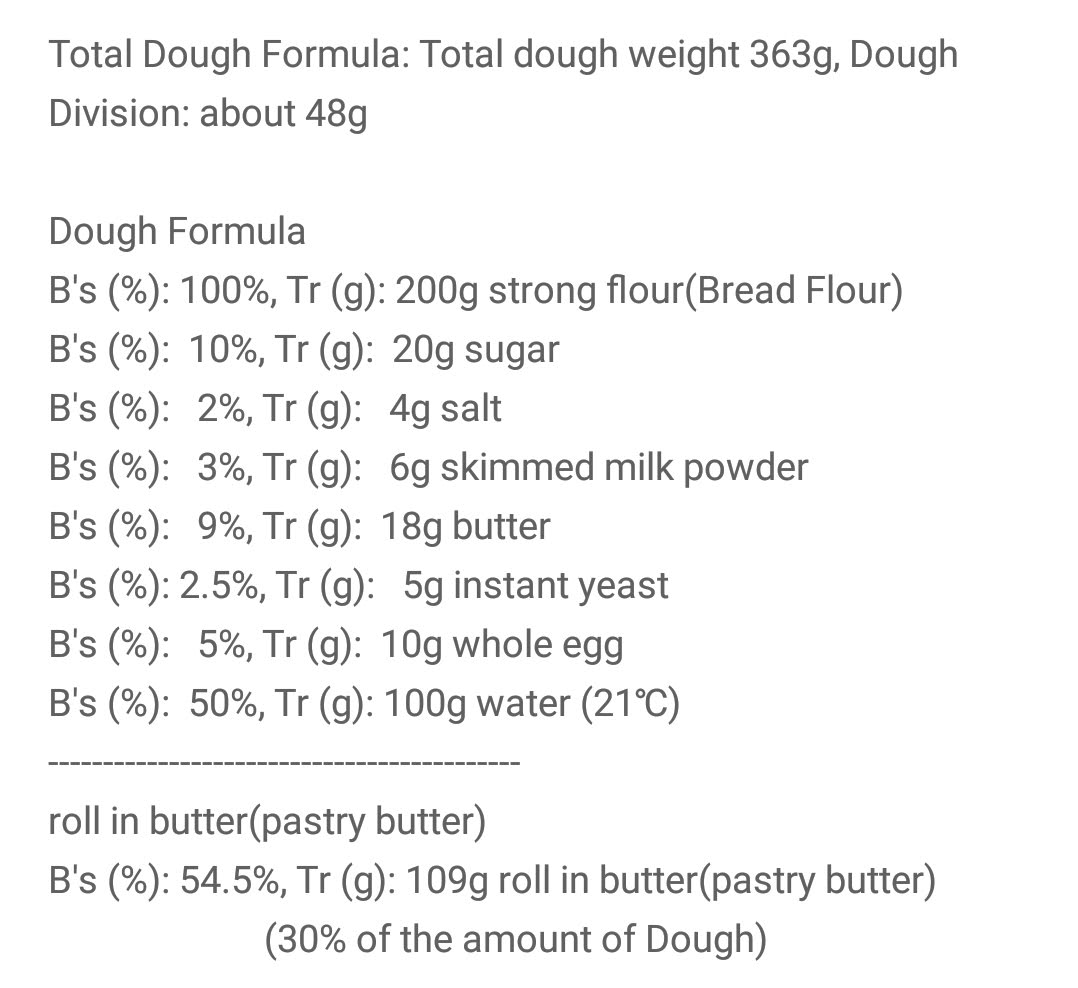 Total Dough Formula: Total dough weight 363g, Dough
Division: about 48g
Dough Formula
B's (%): 100%, Tr (g): 200g strong flour(Bread Flour)
B's (%):  10%, Tr (g):  20g sugar
B's (%):   2%, Tr (g):   4g salt
B's (%):   3%, Tr (g):   6g skimmed milk powder
B's (%):   9%, Tr (g):  18g butter
B's (%): 2.5%, Tr (g):   5g instant yeast
B's (%):   5%, Tr (g):  10g whole egg
B's (%):  50%, Tr (g): 100g water (21℃)
-------------------------------------------
roll in butter(pastry butter)
B's (%): 54.5%, Tr (g): 109g roll in butter(pastry butter)
(30% of the amount of Dough)